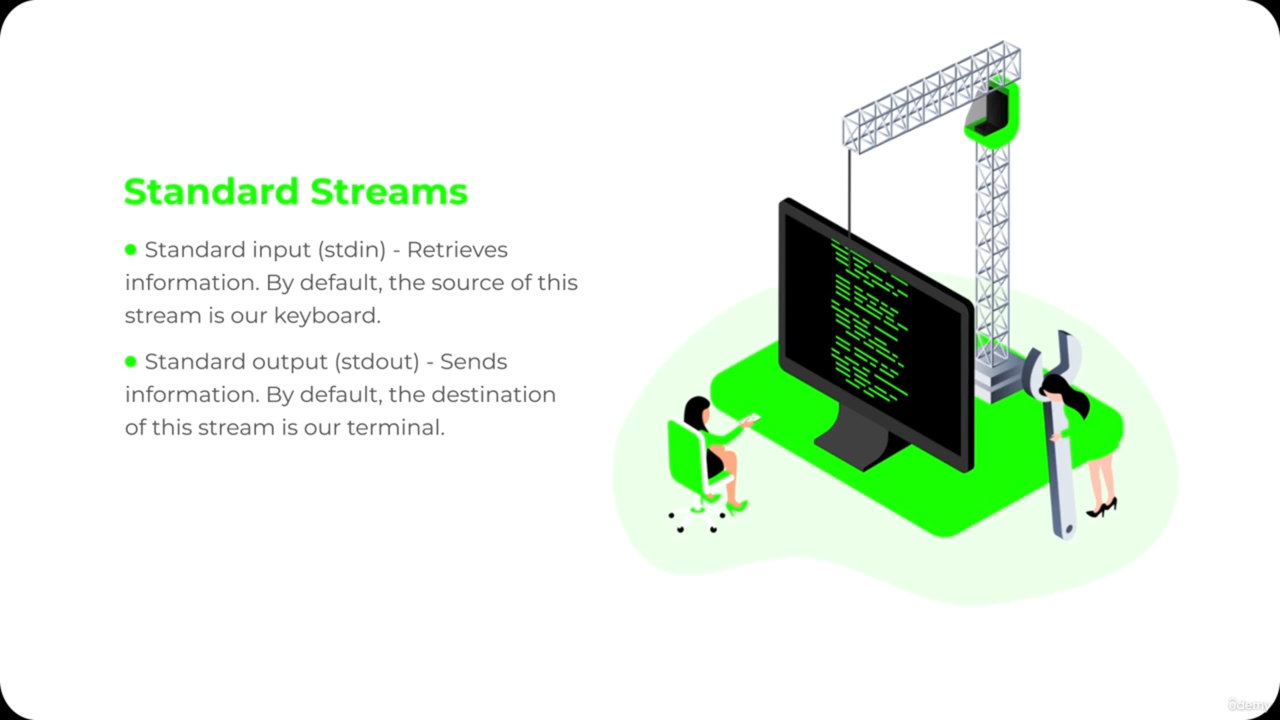 Standard Streams
Standard input (stdin) - Retrieves
information. By default, the source of this
stream is our keyboard.
Standard output (stdout) - Sends
information. By default, the destination
of this stream is our terminal.
ûdemy